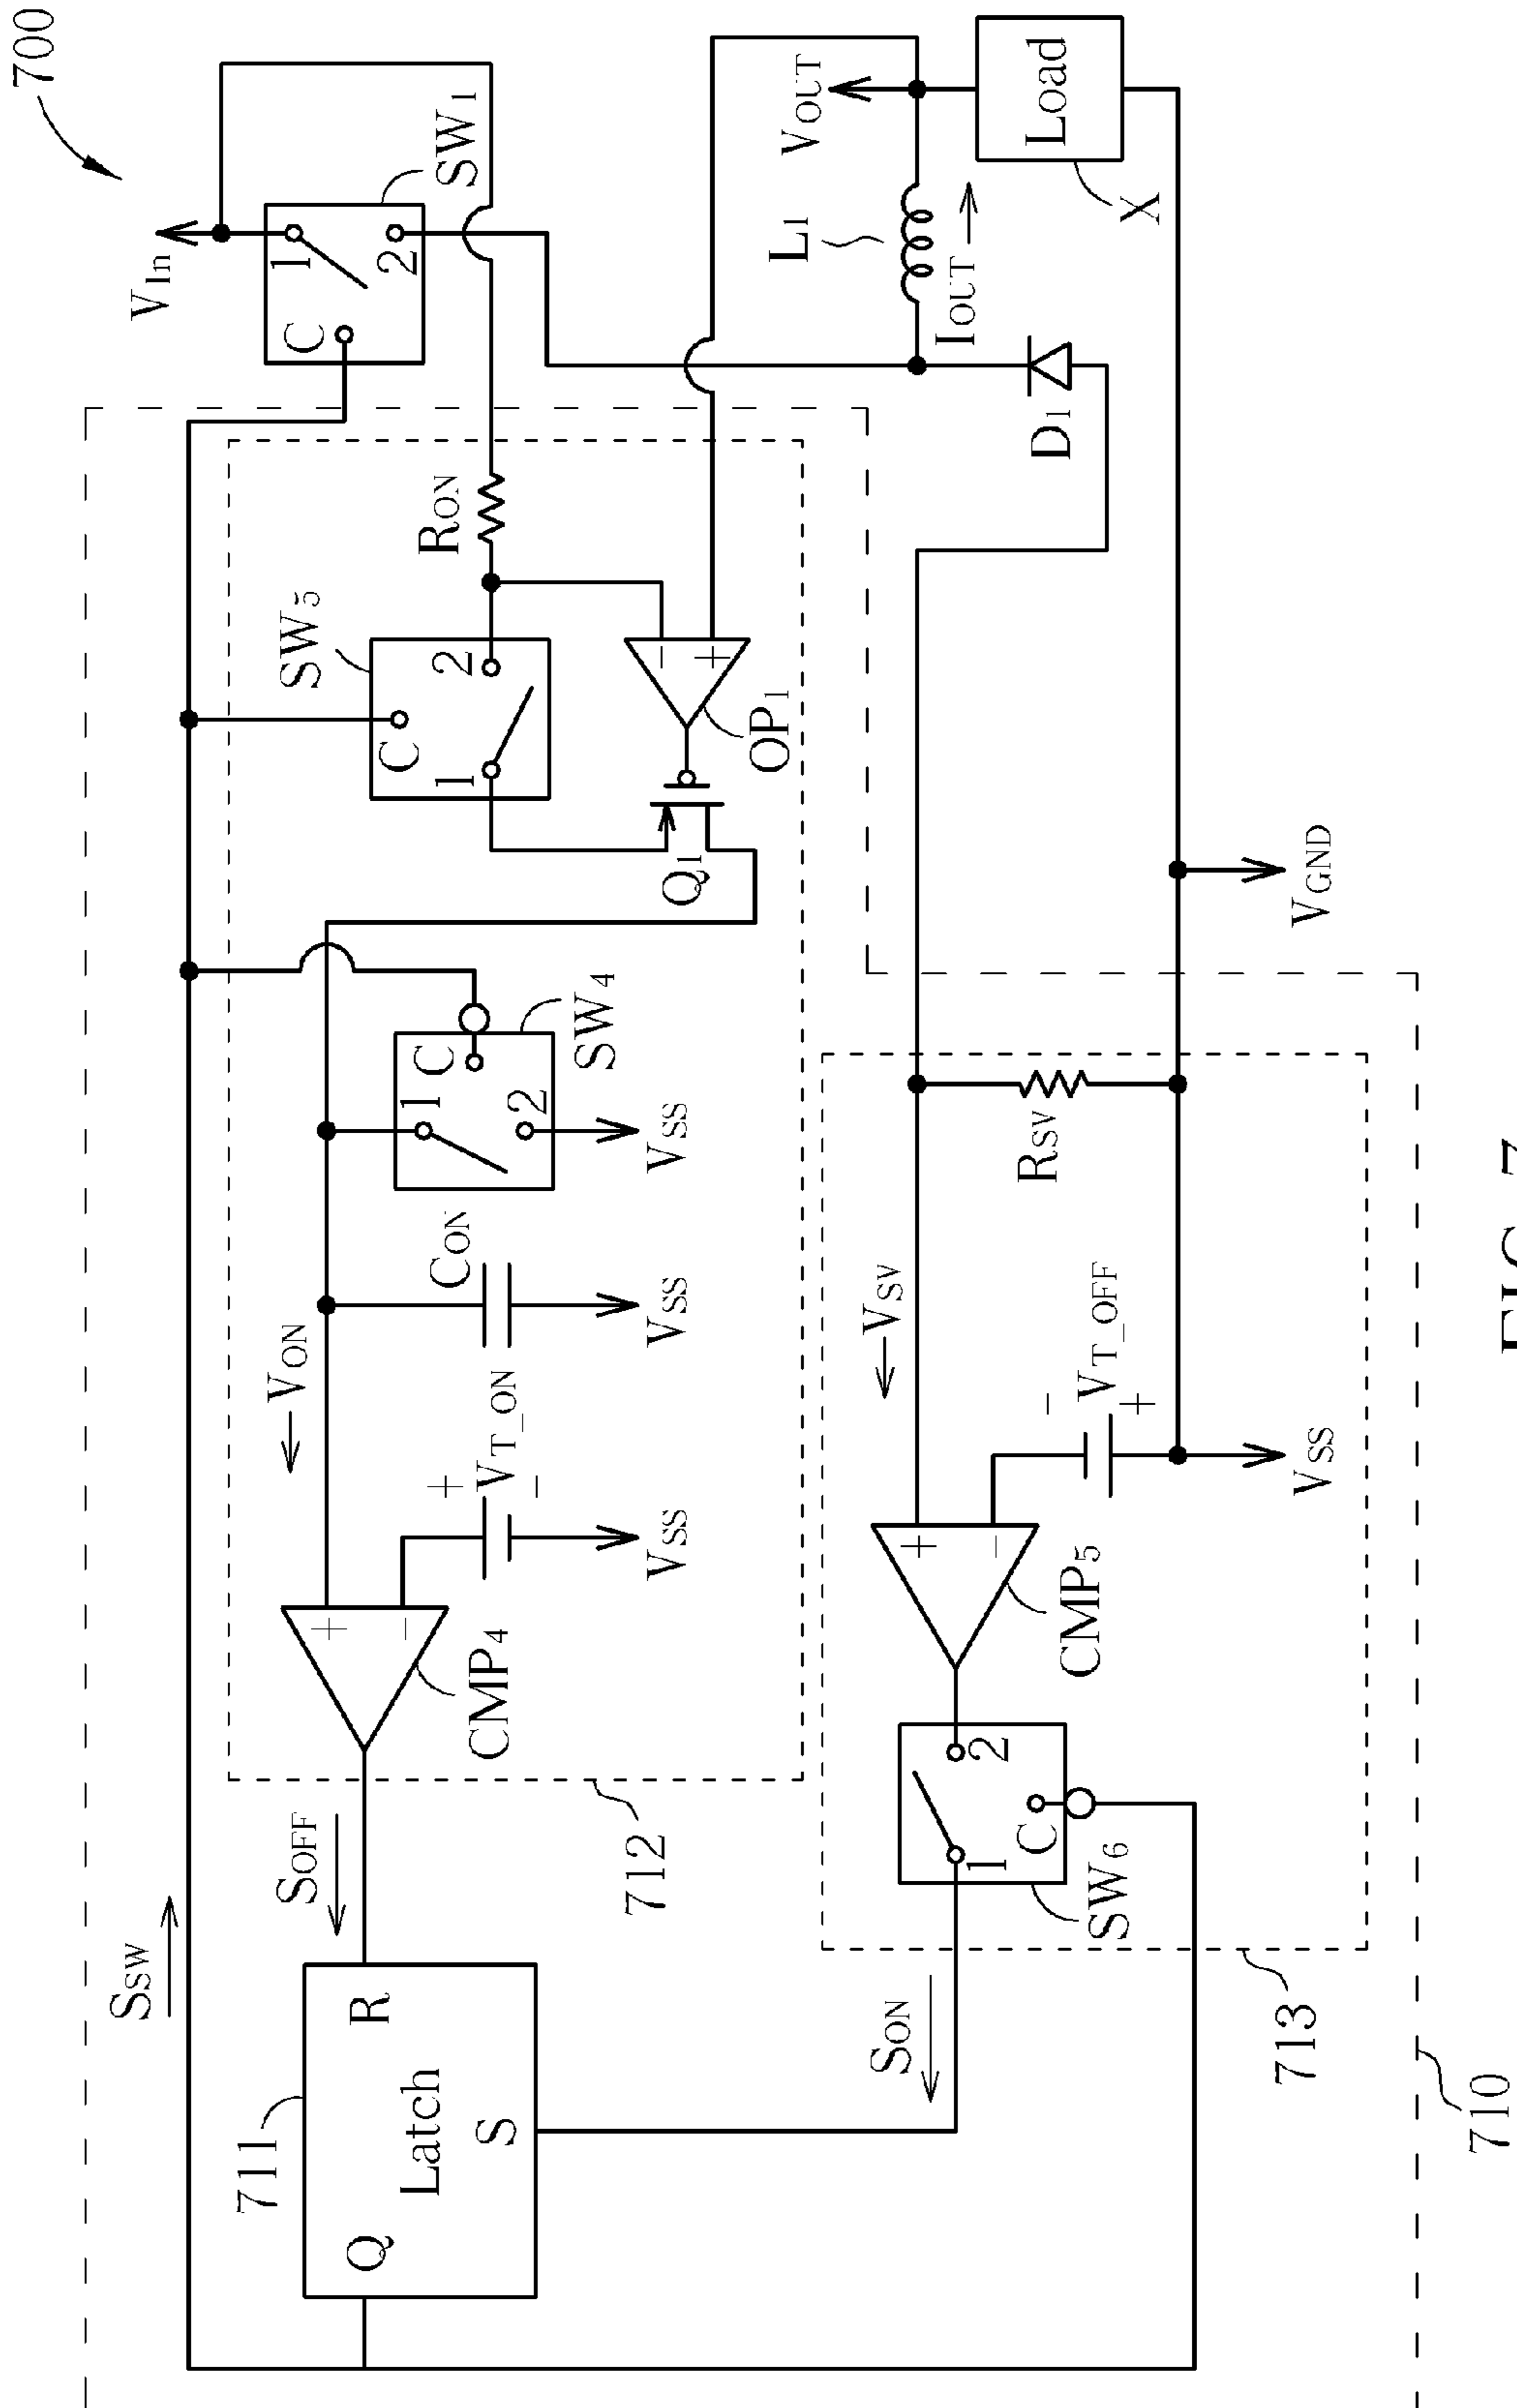 700
VIn
1
2
C
SW1
VOUT
Load
X
L1
IOUT
D1
RON
SW5
C
2
1
−
+
OP1
Q1
VGND
1
C
2
SW4
VSS
CON
VSS
VON
+
VT_ON
−
VSS
+
−
CMP4
RSV
VSV
−
VT_OFF
+
VSS
+
−
CMP5
2
C
1
SW6
712
713
SOFF
SON
SSW
711
R
Latch
S
Q
710